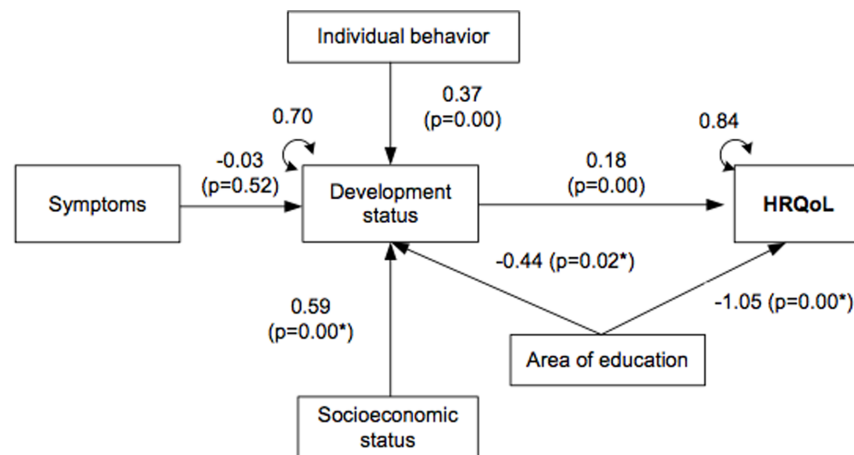 Individual behavior
0.37
(p=0.00)
0.70
0.84
-0.03
(p=0.52)
0.18
(p=0.00)
Symptoms
Development
status
HRQoL
-0.44 (p=0.02*)
-1.05 (p=0.00*)
0.59
(p=0.00*)
Area of education
Socioeconomic
status